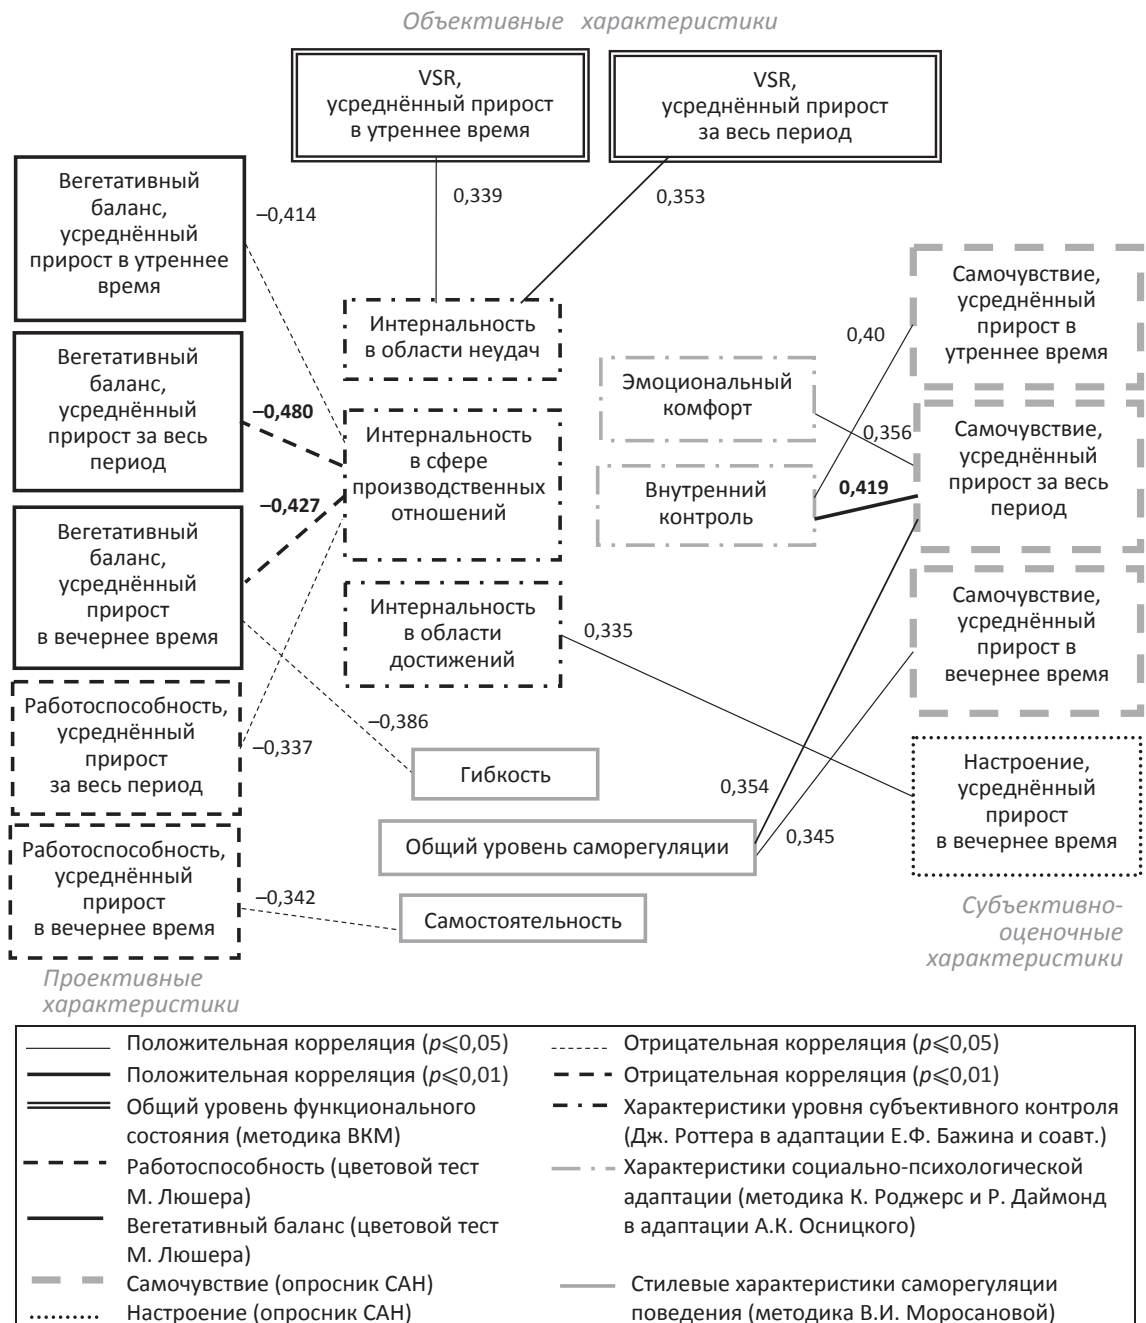 Объективные характеристики
VSR,
усреднённый прирост
в утреннее время
VSR,
усреднённый прирост
за весь период
0,339
0,353
Вегетативный
баланс,
усреднённый
прирост в утреннее
время
–0,414
Вегетативный
баланс,
усреднённый
прирост за весь
период
–0,480
Вегетативный
баланс,
усреднённый
прирост
в вечернее время
–0,427
Работоспособность,
усреднённый
прирост
за весь период
–0,337
–0,386
Работоспособность,
усреднённый
прирост
в вечернее время
–0,342
Проективные
характеристики
Интернальность
в области неудач
Интернальность
в сфере
производственных
отношений
Интернальность
в области
достижений
0,335
Гибкость
Общий уровень саморегуляции
Самостоятельность
Эмоциональный
комфорт
Внутренний
контроль
0,40
0,356
0,419
0,354
0,345
Самочувствие,
усреднённый
прирост в
утреннее время
Самочувствие,
усреднённый
прирост за весь
период
Самочувствие,
усреднённый
прирост в
вечернее время
Настроение,
усреднённый
прирост
в вечернее время
Субъективно-
оценочные
характеристики
Положительная корреляция (p⩽0,05)
Положительная корреляция (p⩽0,01)
Общий уровень функционального
состояния (методика ВКМ)
Работоспособность (цветовой тест
М. Люшера)
Вегетативный баланс (цветовой тест
М. Люшера)
Самочувствие (опросник САН)
Настроение (опросник САН)
Отрицательная корреляция (p⩽0,05)
Отрицательная корреляция (p⩽0,01)
Характеристики уровня субъективного контроля
(Дж. Роттера в адаптации Е.Ф. Бажина и соавт.)
Характеристики социально-психологической
адаптации (методика К. Роджерс и Р. Даймонд
в адаптации А.К. Осницкого)
Стилевые характеристики саморегуляции
поведения (методика В.И. Моросановой)